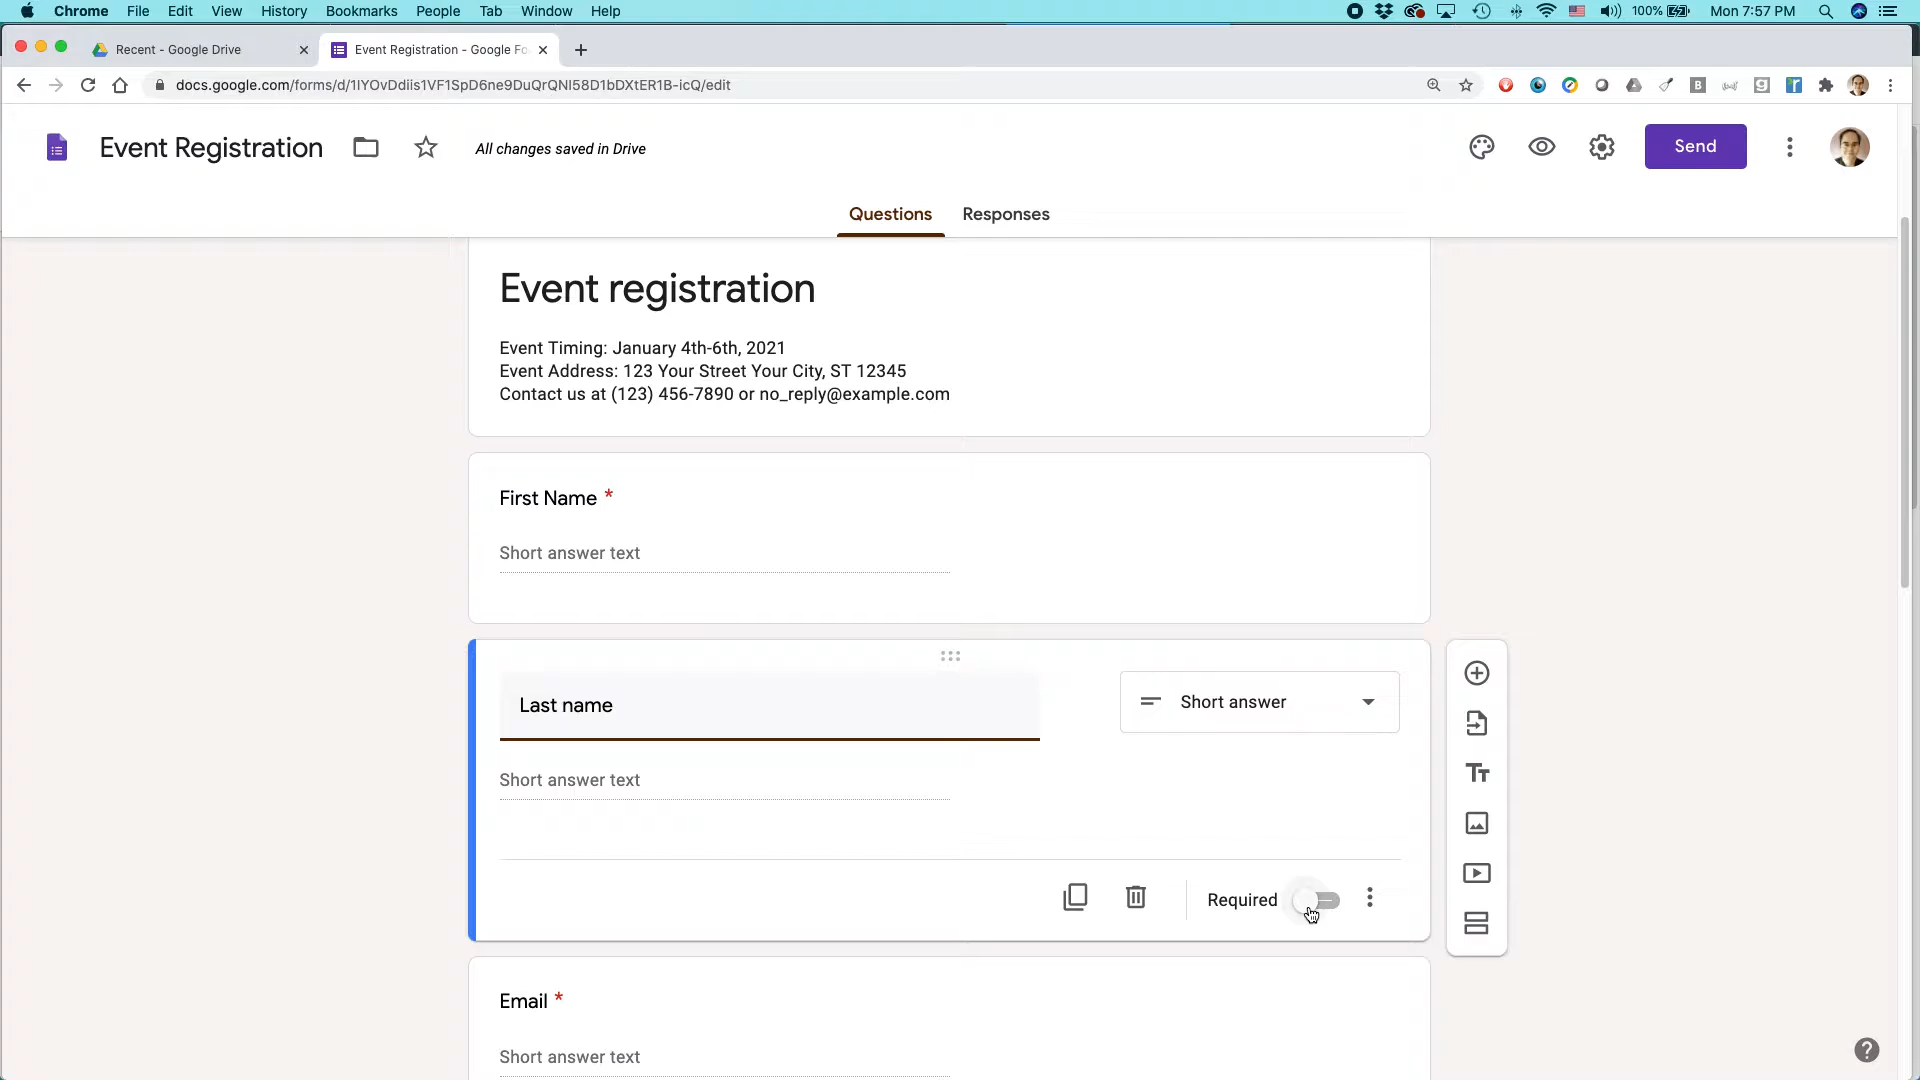 Chrome File Edit View History Bookmarks People Tab Window Help 100% Mon 7:57 PM
Recent - Google Drive Event Registration - Google Fo
docs.google.com/forms/d/1IYOvDdiis1VF1SpD6ne9DuQrQNI58D1bDXtER1B-icQ/edit
Event Registration All changes saved in Drive Send
Questions Responses
Event registration
Event Timing: January 4th-6th, 2021
Event Address: 123 Your Street Your City, ST 12345
Contact us at (123) 456-7890 or no_reply@example.com
First Name *
Short answer text
Last name Short answer
Short answer text
Required
Email *
Short answer text